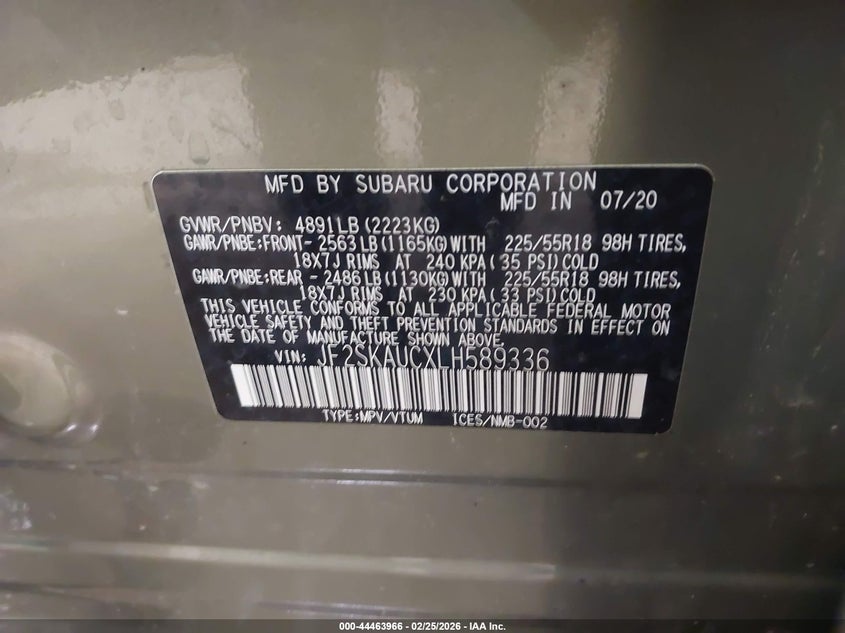 MFD BY SUBARU CORPORATION
MFD IN 07/20
GVWR/PNBV: 4891LB (2223KG)
GAWR/PNBE:FRONT- 2563 LB (1165KG) WITH 225/55R18 98H TIRES,
18X7J RIMS AT 240 KPA ( 35 PSI) COLD
GAWR/PNBE:REAR - 2486 LB (1130KG) WITH 225/55R18 98H TIRES,
18X7J RIMS AT 230 KPA ( 33 PSI) COLD
THIS VEHICLE CONFORMS TO ALL APPLICABLE FEDERAL MOTOR
VEHICLE SAFETY AND THEFT PREVENTION STANDARDS IN EFFECT ON
THE DATE OF MANUFACTURE SHOWN ABOVE.
VIN: JF2SKAUCXLH589336
TYPE:MPV/VTUM ICES/NMB-002
000-44463966 - 02/25/2026 - IAA Inc.